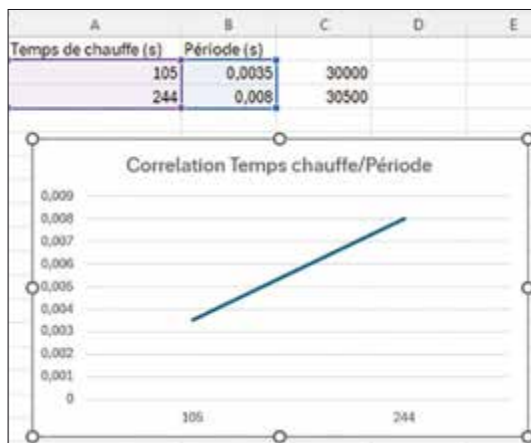 A B C D E
Temps de chauffe (s) Période (s)
105 0,0035 30000
244 0,008 30500
Correlation Temps chauffe/Période
0,009
0,008
0,007
0,006
0,005
0,004
0,003
0,002
0,001
0
105 244